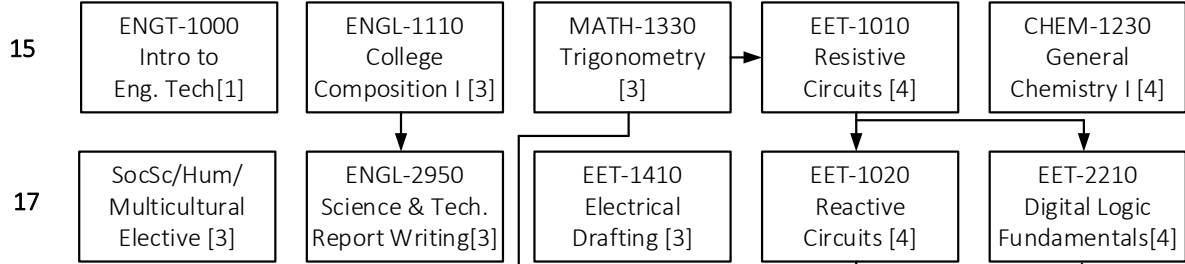 15
ENGT-1000
Intro to
Eng. Tech[1]
ENGL-1110
College
Composition I [3]
MATH-1330
Trigonometry
[3]
EET-1010
Resistive
Circuits [4]
CHEM-1230
General
Chemistry I [4]
17
SocSc/Hum/
Multicultural
Elective [3]
ENGL-2950
Science & Tech.
Report Writing[3]
EET-1410
Electrical
Drafting [3]
EET-1020
Reactive
Circuits [4]
EET-2210
Digital Logic
Fundamentals[4]